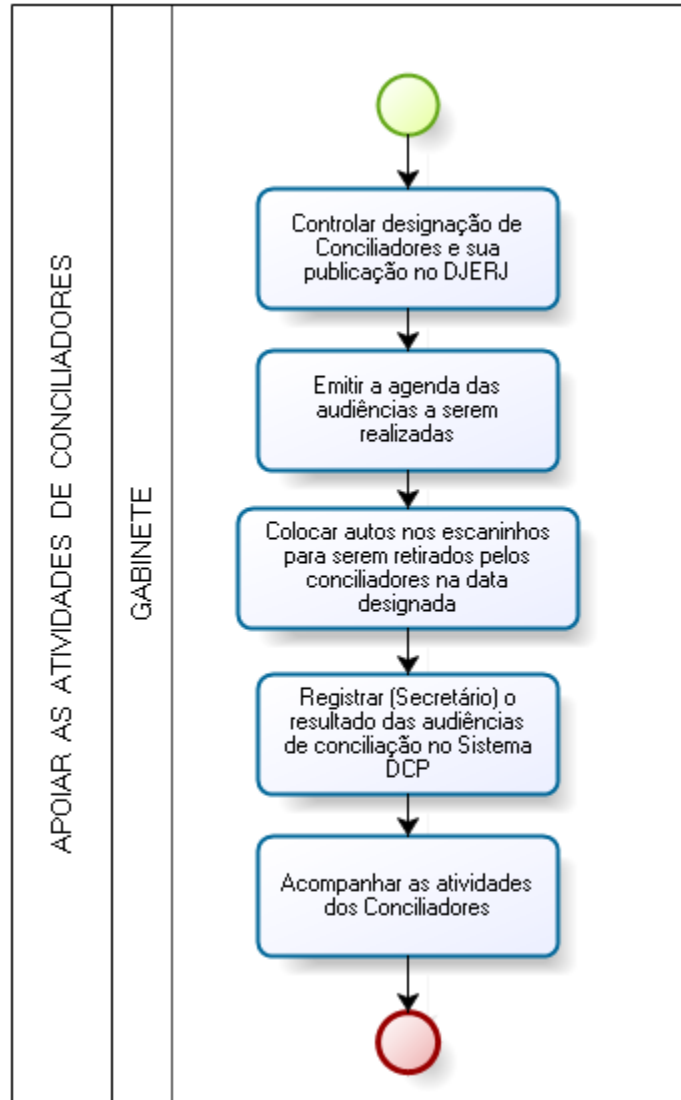 APOIAR AS ATIVIDADES DE CONCILIADORES
GABINETE
Controlar designação de
Conciliadores e sua
publicação no DJERJ
Emitir a agenda das
audiências a serem
realizadas
Colocar autos nos escaninhos
para serem retirados pelos
conciliadores na data
designada
Registrar (Secretário) o
resultado das audiências
de conciliação no Sistema
DCP
Acompanhar as atividades
dos Conciliadores